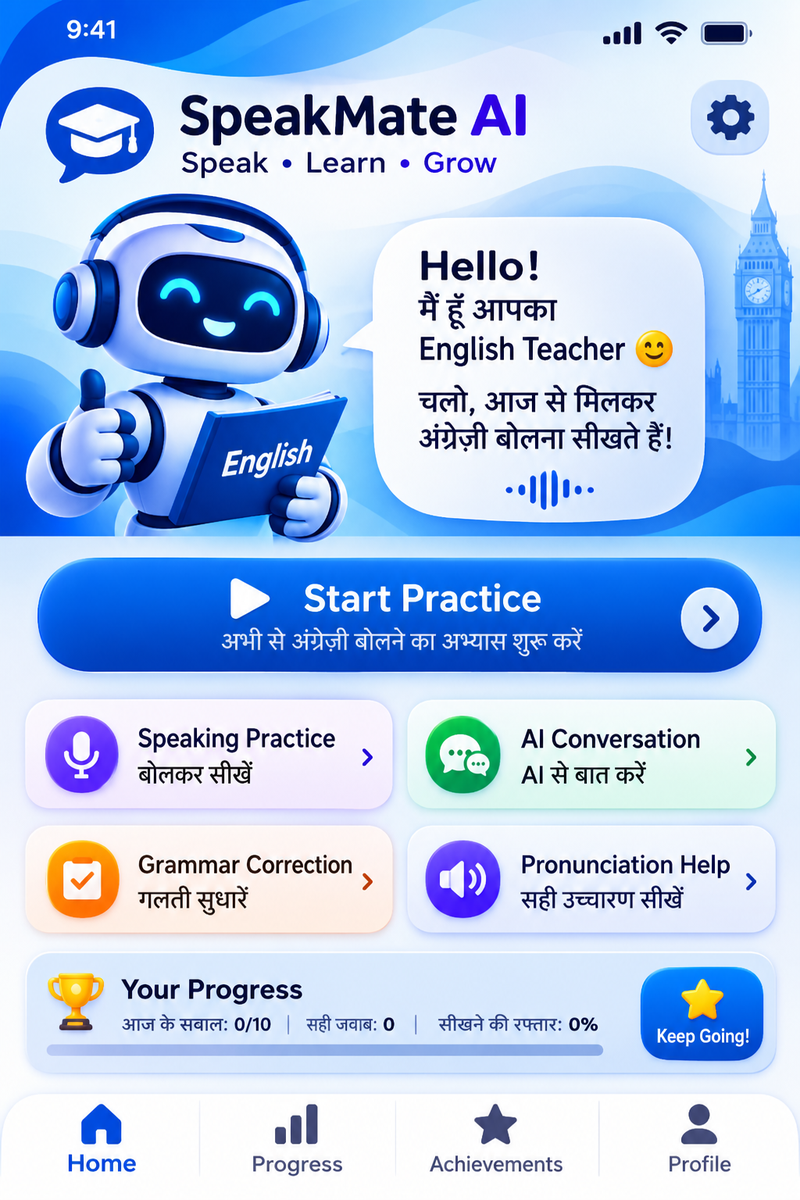 9:41
SpeakMate AI
Speak • Learn • Grow
Hello!
मैं हूँ आपका
English Teacher 😊
चलो, आज से मिलकर
अंग्रेज़ी बोलना सीखते हैं!
English
Start Practice
अभी से अंग्रेज़ी बोलने का अभ्यास शुरू करें
Speaking Practice
बोलकर सीखें
AI Conversation
AI से बात करें
Grammar Correction
गलती सुधारें
Pronunciation Help
सही उच्चारण सीखें
Your Progress
आज के सवाल: 0/10 | सही जवाब: 0 | सीखने की रफ्तार: 0%
Keep Going!
Home
Progress
Achievements
Profile